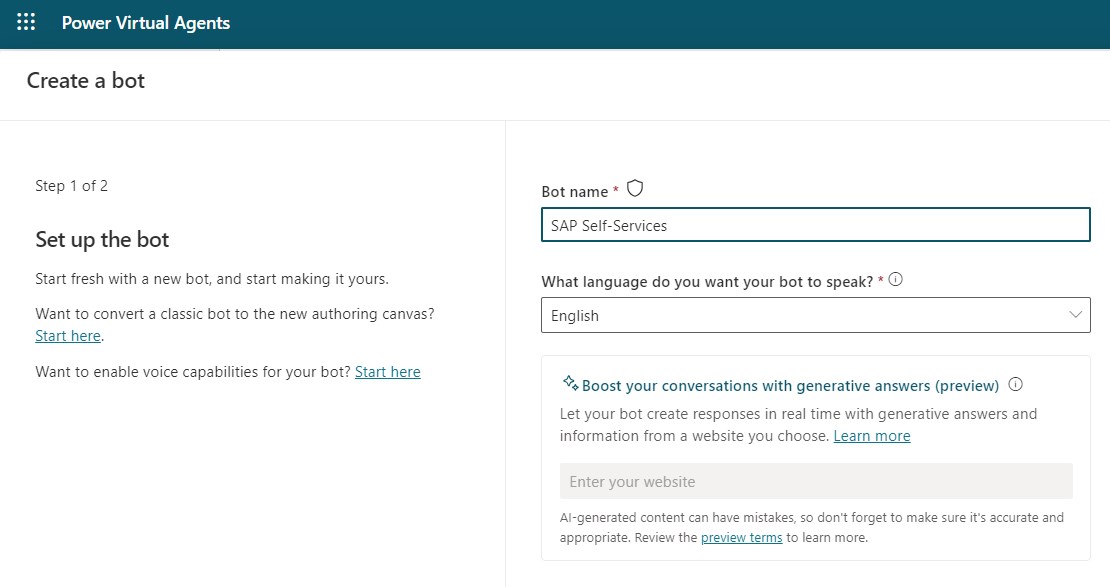 Power Virtual Agents
Create a bot
Step 1 of 2
Set up the bot
Start fresh with a new bot, and start making it yours.
Want to convert a classic bot to the new authoring canvas?
Start here.
Want to enable voice capabilities for your bot? Start here
Bot name *
SAP Self-Services
What language do you want your bot to speak? *
English
Boost your conversations with generative answers (preview)
Let your bot create responses in real time with generative answers and
information from a website you choose. Learn more
Enter your website
AI-generated content can have mistakes, so don't forget to make sure it's accurate and
appropriate. Review the preview terms to learn more.